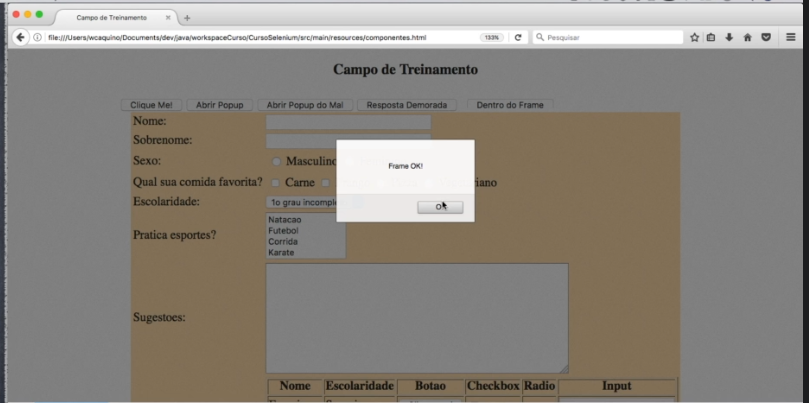 Campo de Treinamento
file:///Users/wcaquino/Documents/dev/java/workspaceCurso/CursoSelenium/src/main/resources/componentes.html
133%
Pesquisar
Campo de Treinamento
Clique Me! Abrir Popup Abrir Popup do Mal Resposta Demorada Dentro do Frame
Nome:
Sobrenome:
Sexo: Masculino
Frame OK!
Qual sua comida favorita? Carne
Escolaridade: 1o grau incomple
OK
Pratica esportes?
Natacao
Futebol
Corrida
Karate
Sugestoes:
Nome Escolaridade Botao Checkbox Radio Input